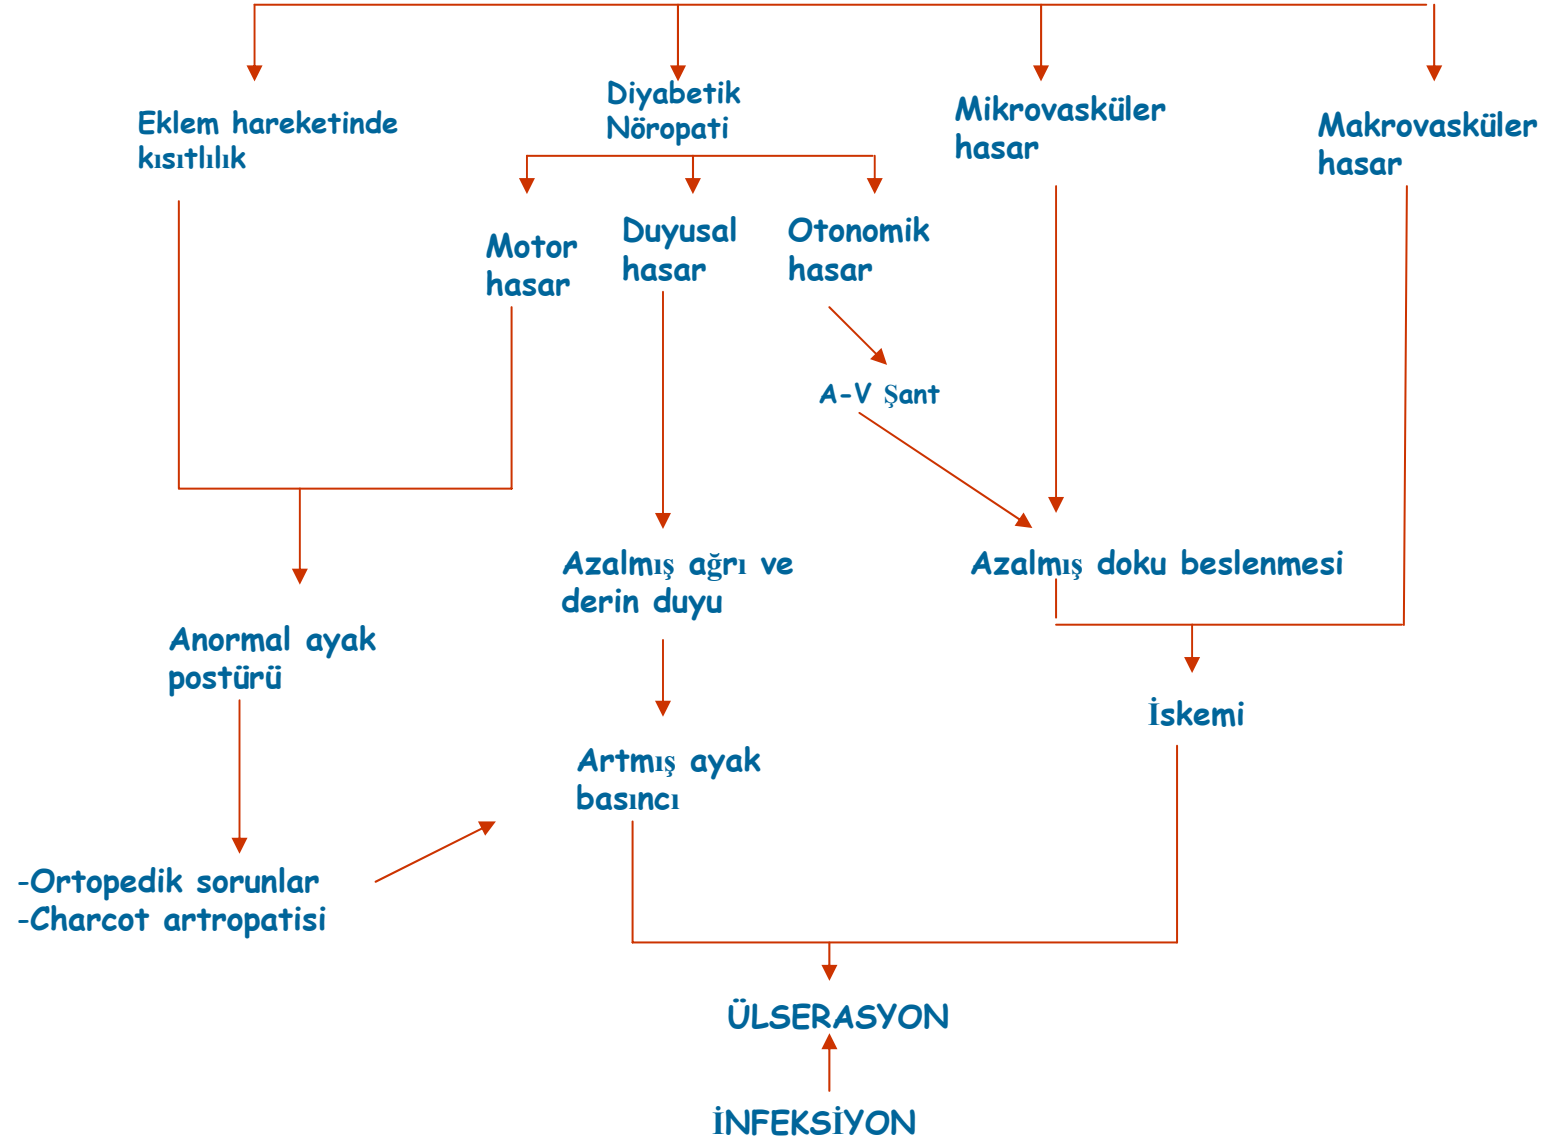 Eklem hareketinde
kısıtlılık
Diyabetik
Nöropati
Mikrovasküler
hasar
Makrovasküler
hasar
Motor
hasar
Duyusal
hasar
Otonomik
hasar
A-V Şant
Azalmış ağrı ve
derin duyu
Azalmış doku beslenmesi
Anormal ayak
postürü
İskemi
Artmış ayak
basıncı
-Ortopedik sorunlar
-Charcot artropatisi
ÜLSERASYON
İNFEKSİYON